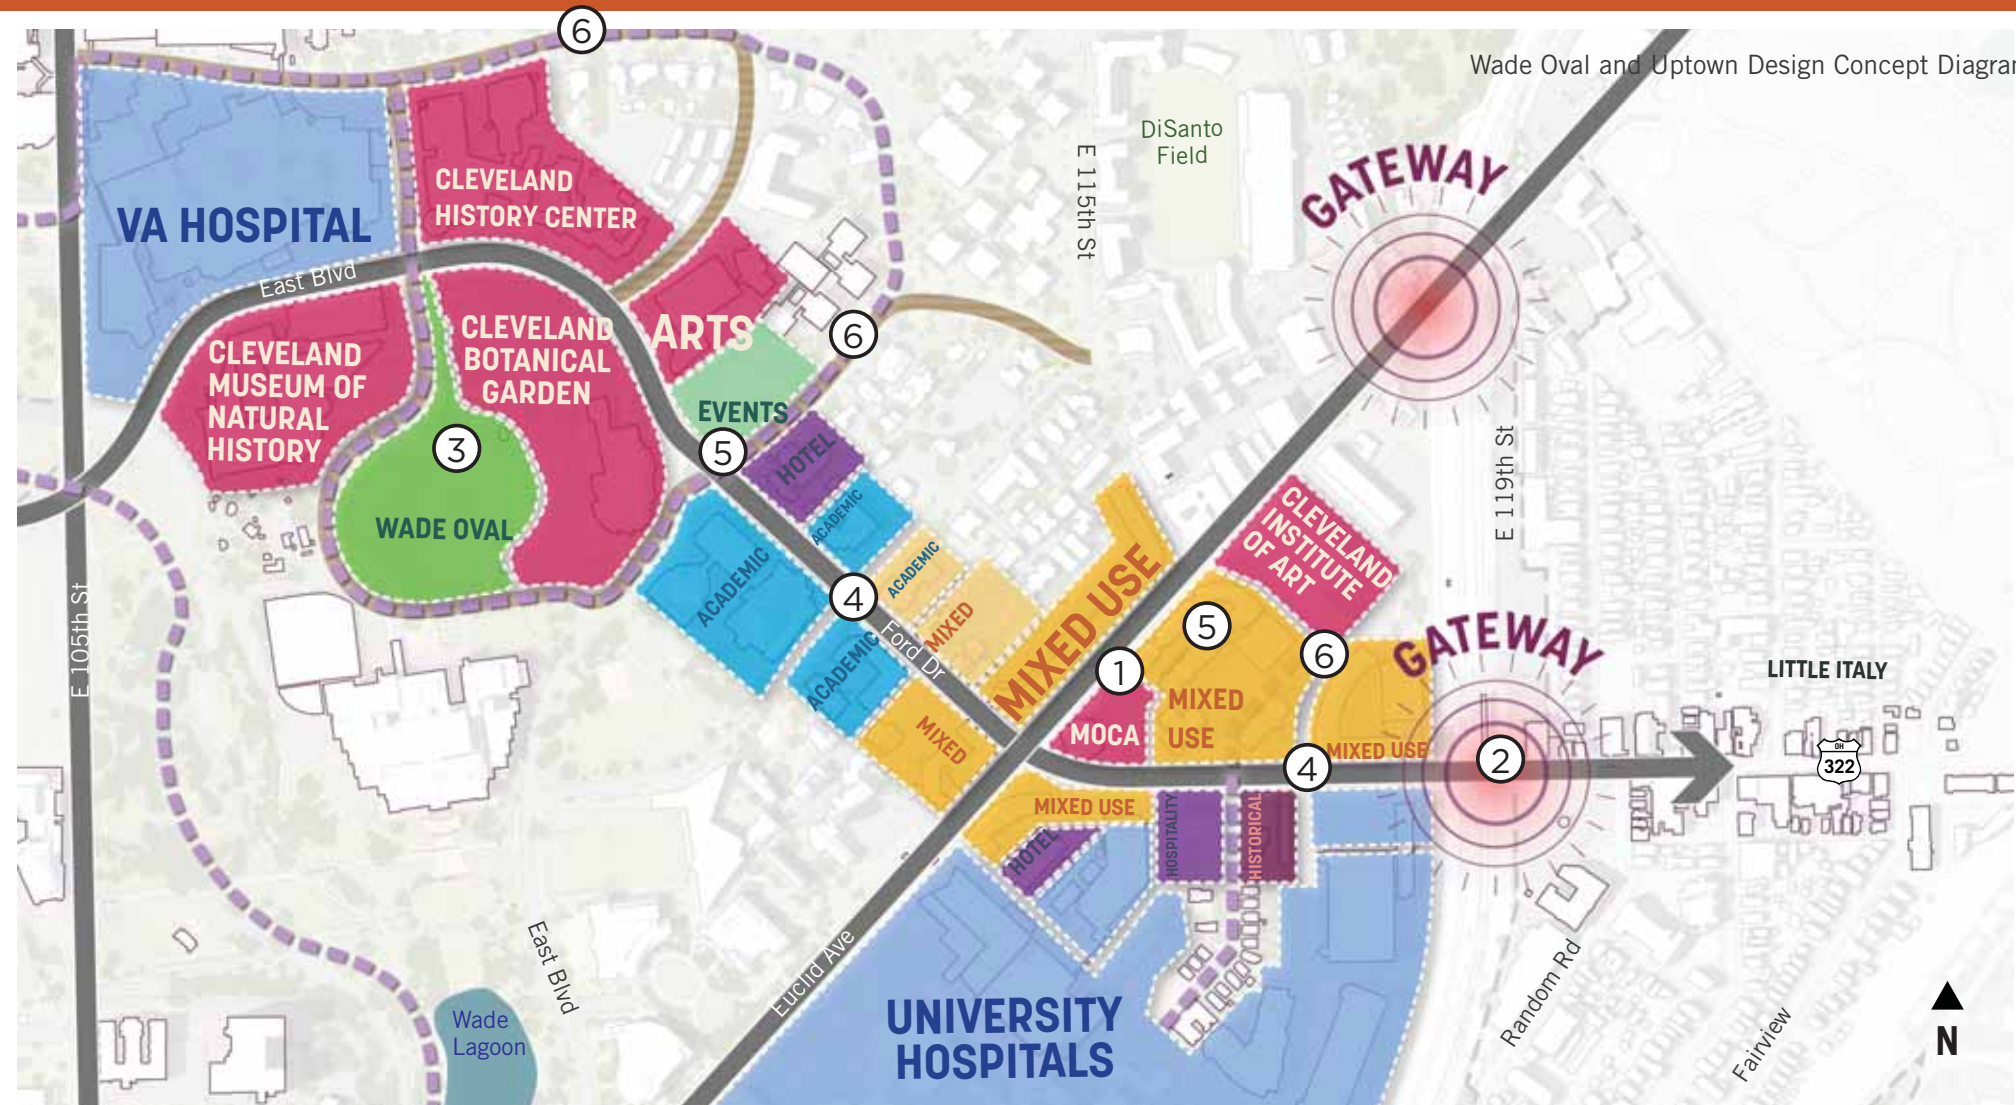 6
Wade Oval and Uptown Design Concept Diagram
DiSanto
Field
E 115th St
GATEWAY
CLEVELAND
HISTORY CENTER
VA HOSPITAL
East Blvd
CLEVELAND
MUSEUM OF
NATURAL
HISTORY
CLEVELAND
BOTANICAL
GARDEN
ARTS
6
EVENTS
5
3
WADE OVAL
HOTEL
ACADEMIC
ACADEMIC
ACADEMIC
4
MIXED
Ford Dr
ACADEMIC
MIXED
MIXED USE
CLEVELAND
INSTITUTE
OF ART
E 119th St
5
6
1
MOCA
MIXED
USE
GATEWAY
MIXED USE
4
2
LITTLE ITALY
OH
322
E 105th St
MIXED USE
HOTEL
HOSPITALITY
HISTORICAL
Euclid Ave
East Blvd
Wade
Lagoon
UNIVERSITY
HOSPITALS
Random Rd
Fairview
N